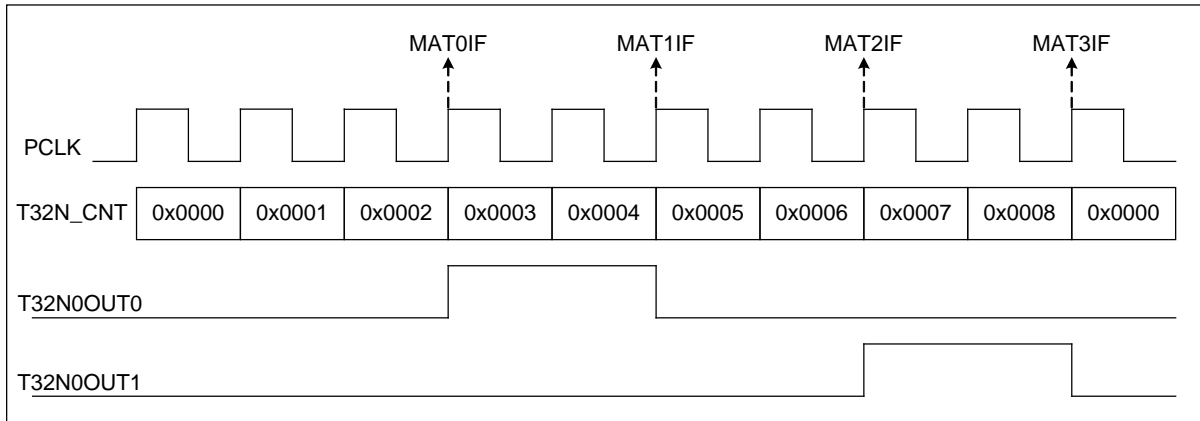 MAT0IF MAT1IF MAT2IF MAT3IF
PCLK
T32N_CNT 0x0000 0x0001 0x0002 0x0003 0x0004 0x0005 0x0006 0x0007 0x0008 0x0000
T32N0OUT0
T32N0OUT1